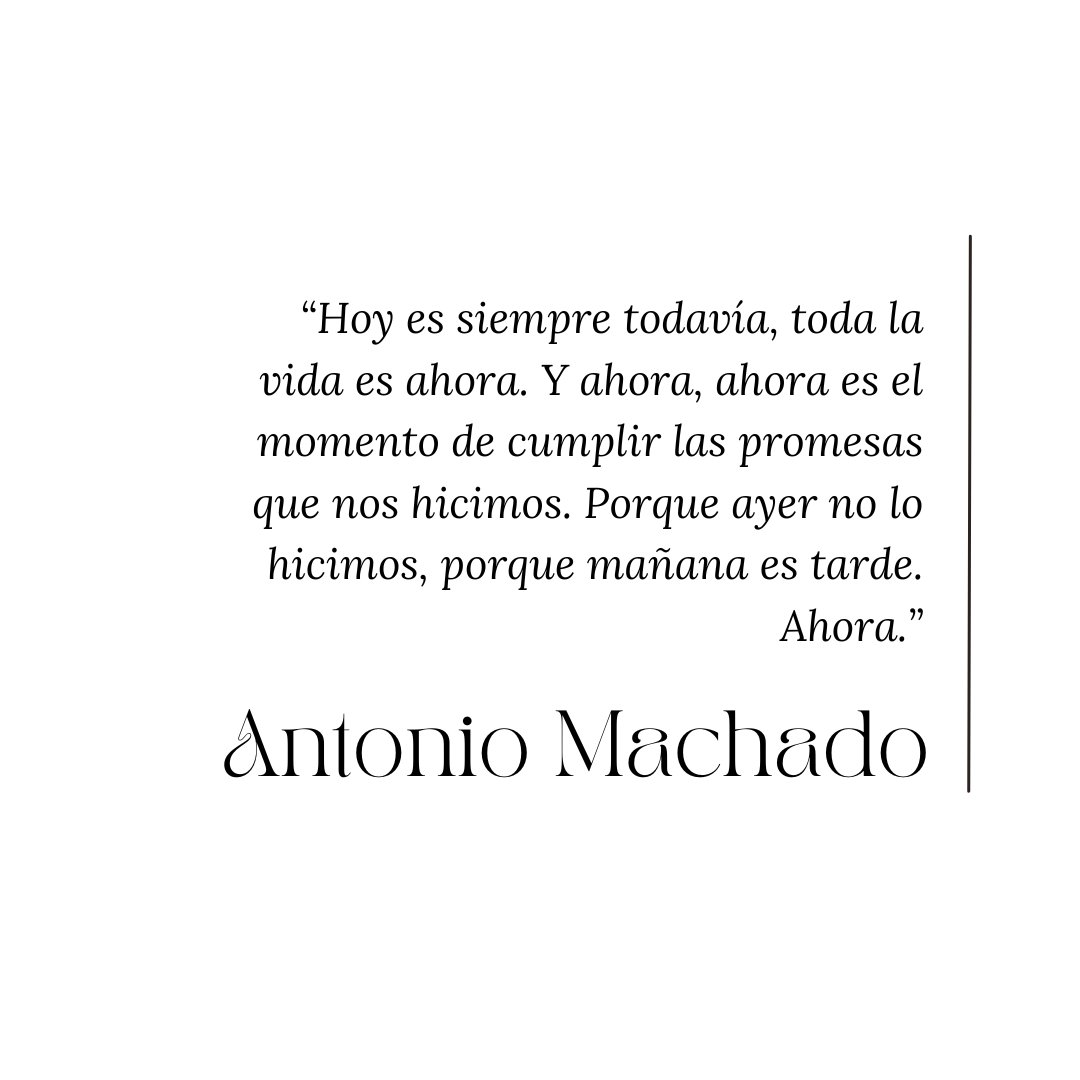 “Hoy es siempre todavía, toda la
vida es ahora. Y ahora, ahora es el
momento de cumplir las promesas
que nos hicimos. Porque ayer no lo
hicimos, porque mañana es tarde.
Ahora.”
Antonio Machado